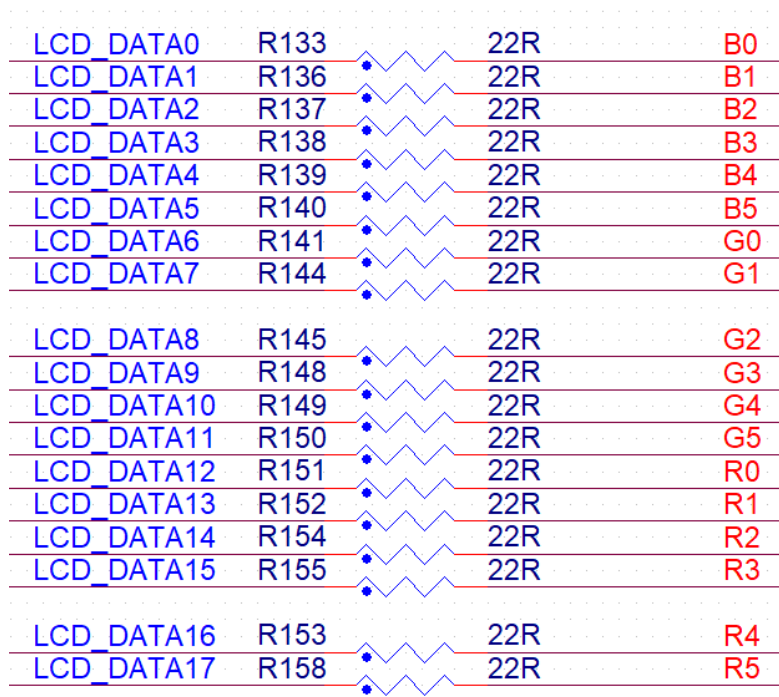 LCD_DATA0 R133 22R B0
LCD_DATA1 R136 22R B1
LCD_DATA2 R137 22R B2
LCD_DATA3 R138 22R B3
LCD_DATA4 R139 22R B4
LCD_DATA5 R140 22R B5
LCD_DATA6 R141 22R G0
LCD_DATA7 R144 22R G1
LCD_DATA8 R145 22R G2
LCD_DATA9 R148 22R G3
LCD_DATA10 R149 22R G4
LCD_DATA11 R150 22R G5
LCD_DATA12 R151 22R R0
LCD_DATA13 R152 22R R1
LCD_DATA14 R154 22R R2
LCD_DATA15 R155 22R R3
LCD_DATA16 R153 22R R4
LCD_DATA17 R158 22R R5